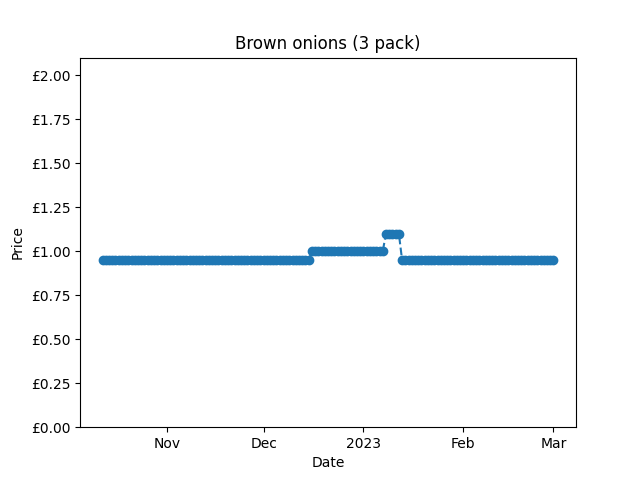 Brown onions (3 pack)
£2.00
£1.75
£1.50
£1.25
£1.00
£0.75
£0.50
£0.25
£0.00
Price
Nov
Dec
2023
Feb
Mar
Date